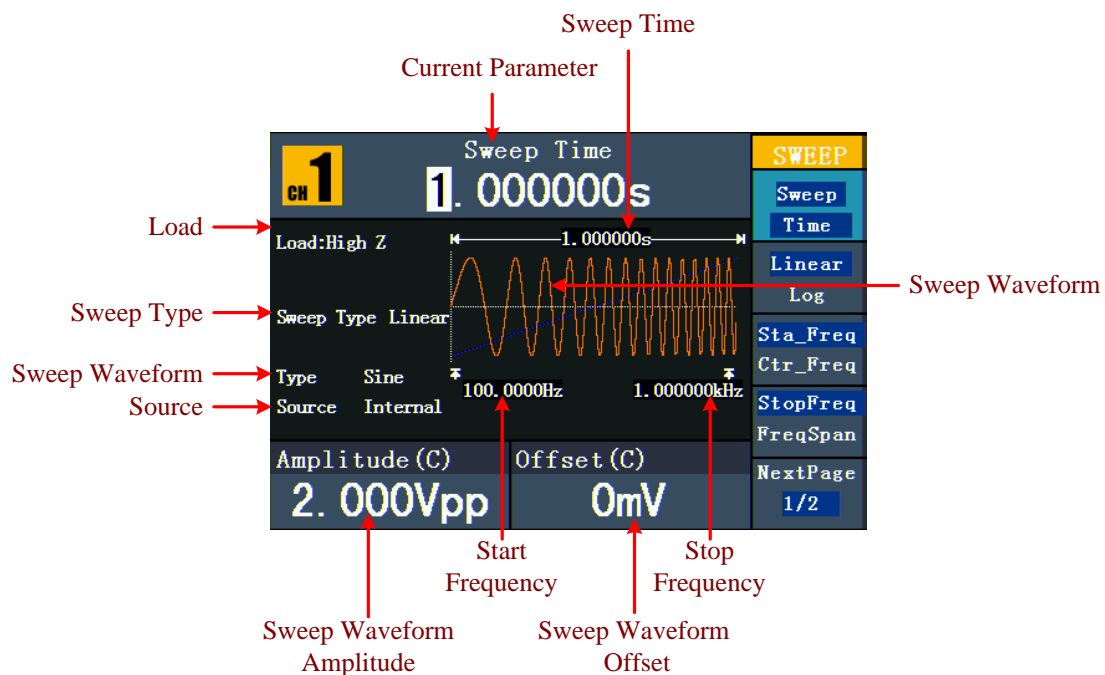 Sweep Time
Current Parameter
CH 1
Sweep Time
1.000000s
SWEEP
Sweep
Time
Load
Load:High Z
1.000000s
Linear
Log
Sweep Waveform
Sweep Type
Sweep Type Linear
Sta_Freq
Ctr_Freq
Sweep Waveform
Type Sine
100.0000Hz
1.000000kHz
Source
Source Internal
StopFreq
FreqSpan
Amplitude(C)
Offset(C)
NextPage
1/2
2.000Vpp
0mV
Start
Frequency
Stop
Frequency
Sweep Waveform
Amplitude
Sweep Waveform
Offset